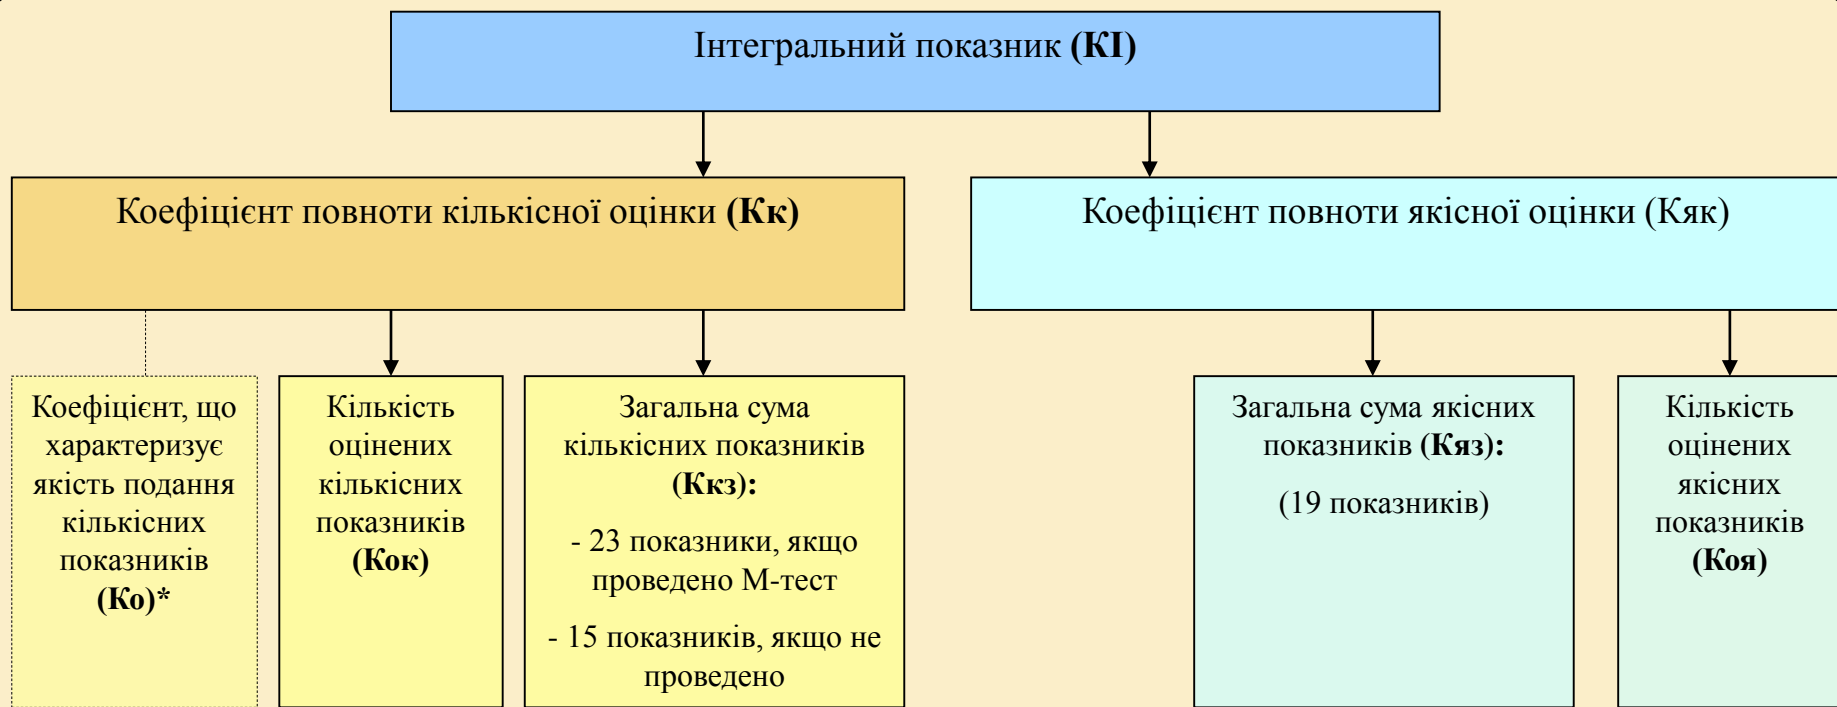 Інтегральний показник (КІ)
Коефіцієнт повноти кількісної оцінки (Кк)
Коефіцієнт повноти якісної оцінки (Кяк)
Коефіцієнт, що
характеризує
якість подання
кількісних
показників
(Ко)*
Кількість
оцінених
кількісних
показників
(Кок)
Загальна сума
кількісних показників
(Ккз):
- 23 показники, якщо
проведено М-тест
- 15 показників, якщо не
проведено
Загальна сума якісних
показників (Кяз):
(19 показників)
Кількість
оцінених
якісних
показників
(Коя)